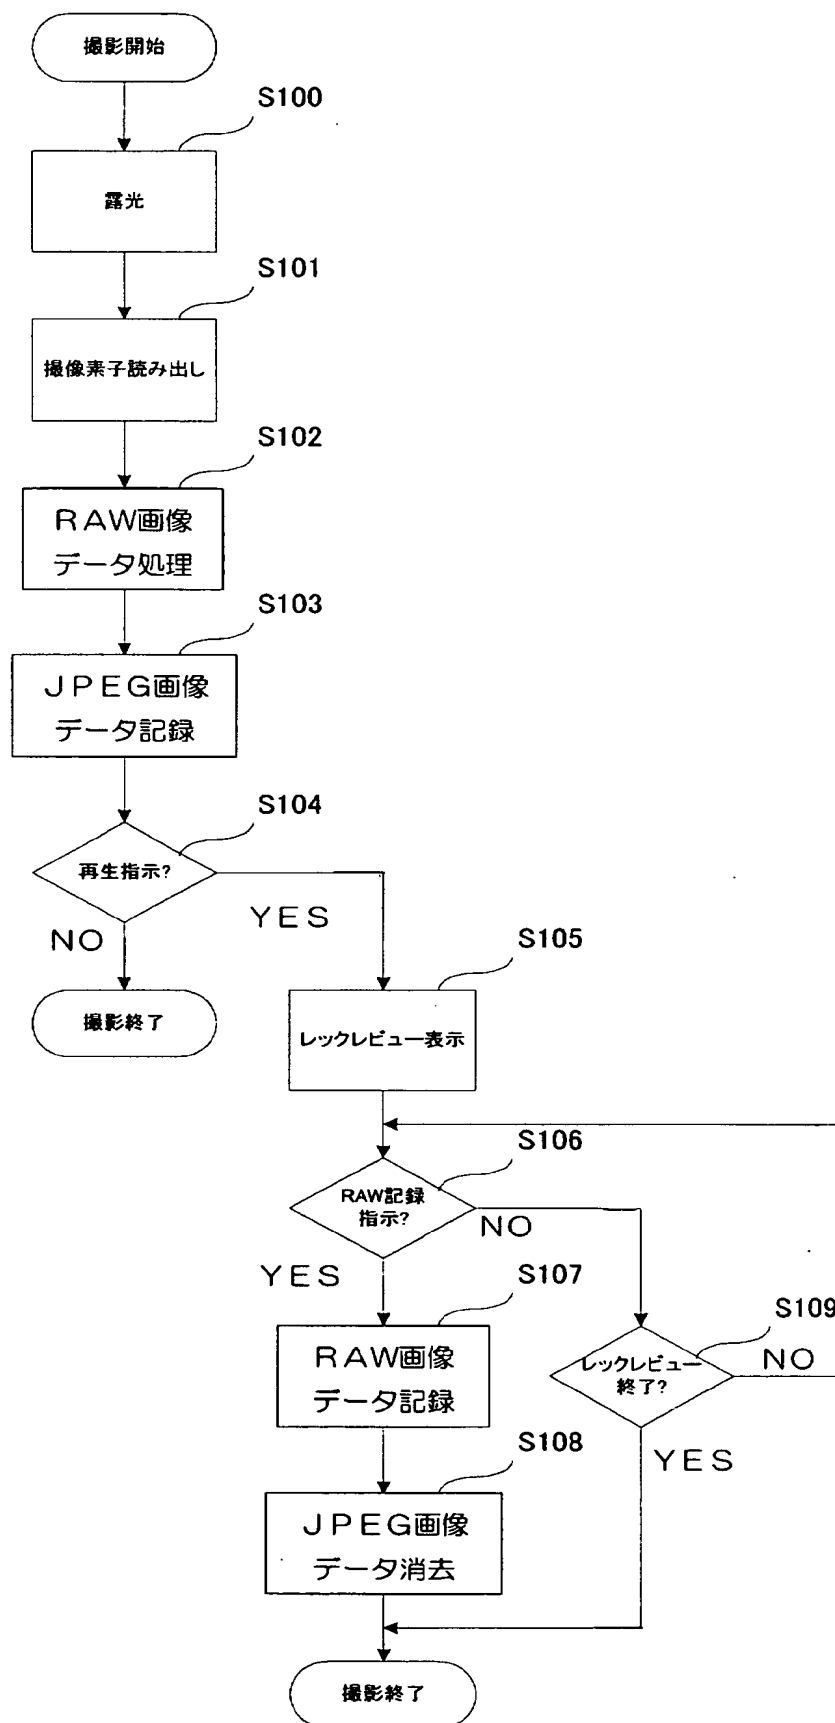 撮影開始
S100
露光
S101
撮像素子読み出し
S102
RAW画像
データ処理
S103
JPEG画像
データ記録
S104
再生指示?
YES
NO
撮影終了
S105
レックレビュー表示
S106
RAW記録
指示?
NO
YES
S107
RAW画像
データ記録
S109
レックレビュー
終了?
NO
YES
S108
JPEG画像
データ消去
撮影終了